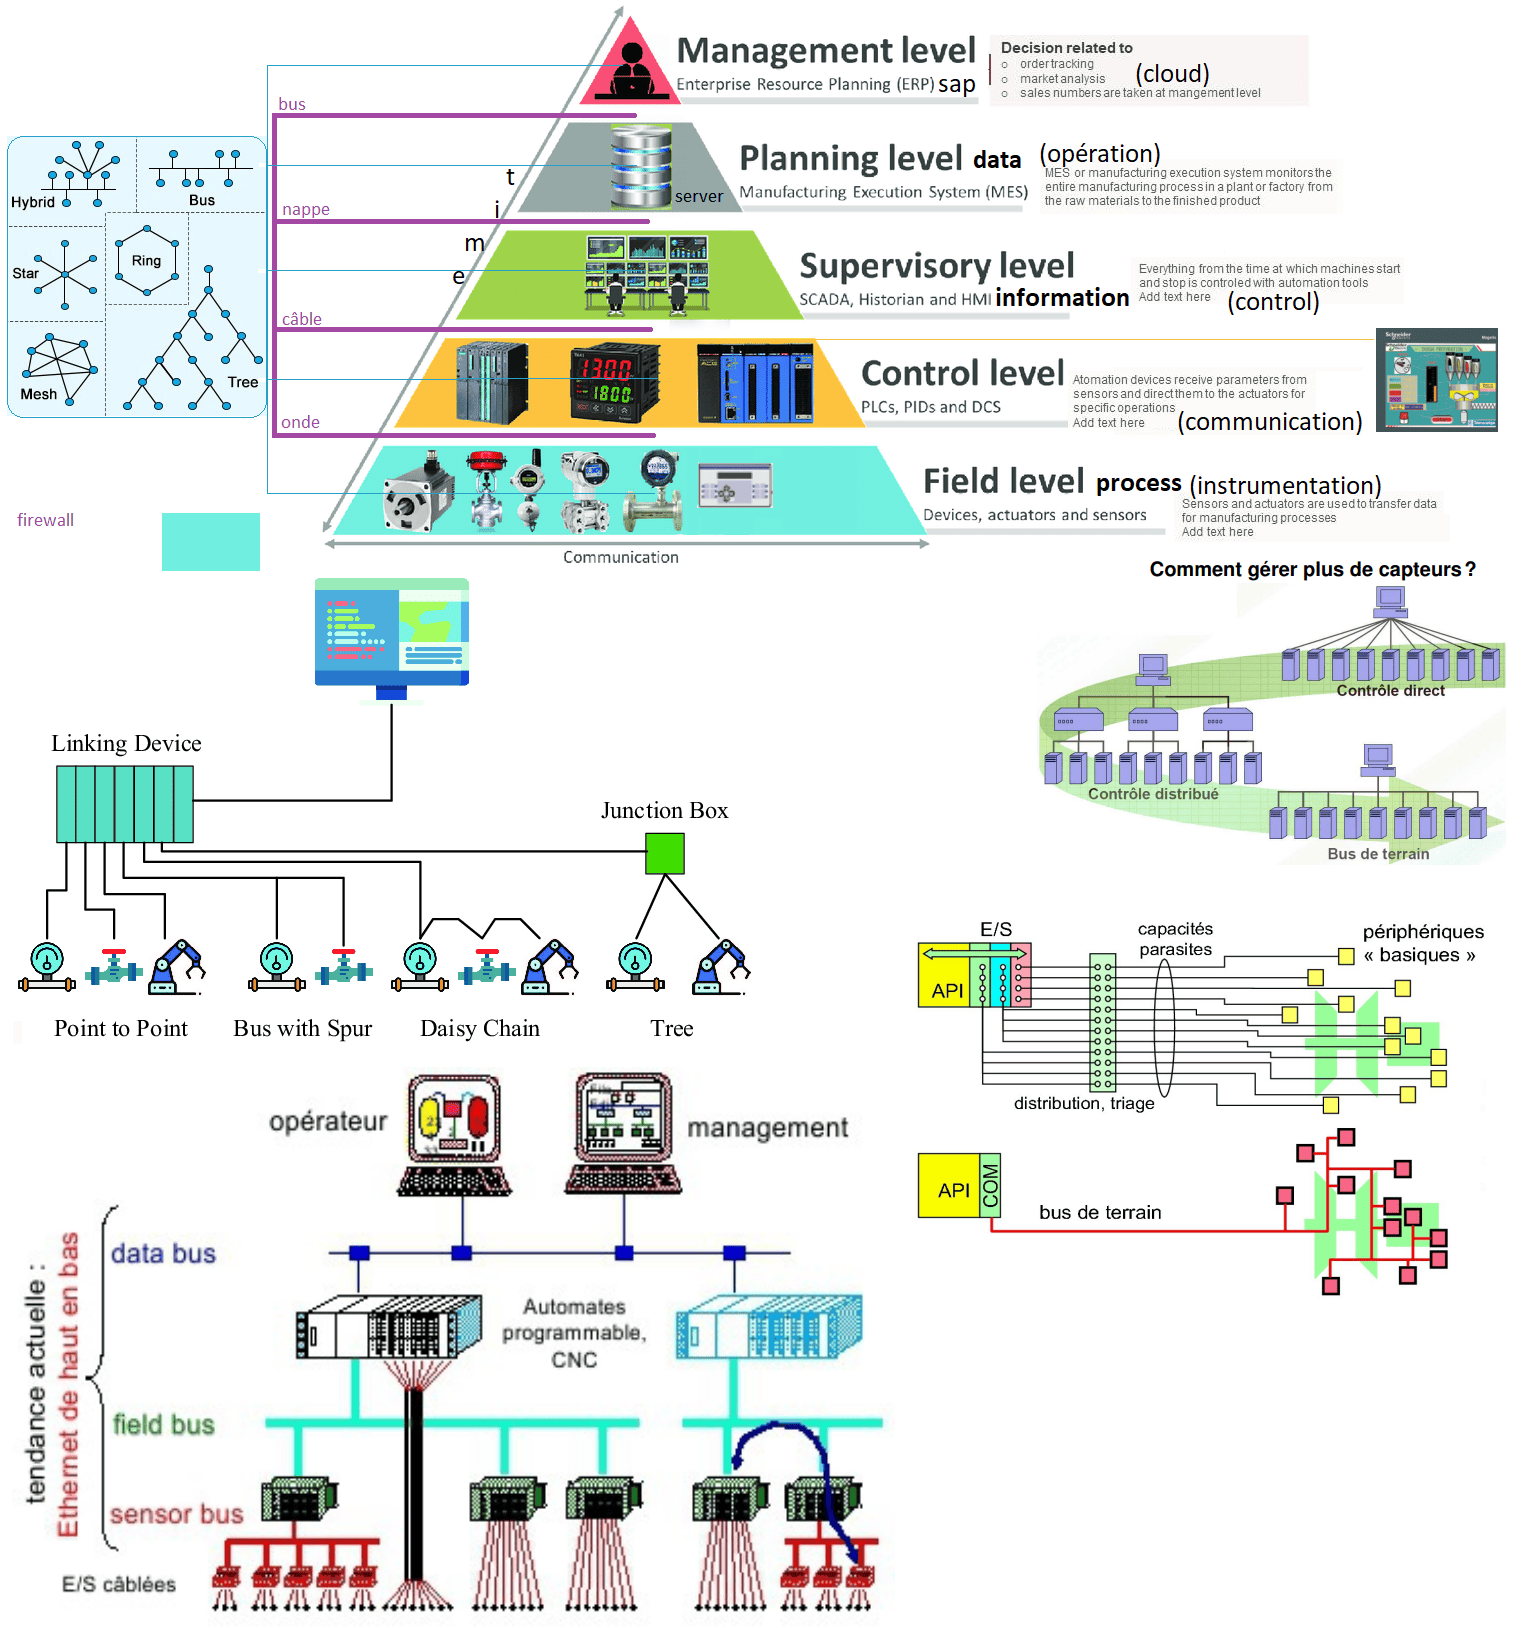 Management level
Enterprise Resource Planning (ERP) sap
Decision related to
o order tracking
o market analysis
o sales numbers are taken at mangement level
(cloud)
bus
Planning level data (opération)
Manufacturing Execution System (MES)
MES or manufacturing execution system monitors the
entire manufacturing process in a plant or factory from
the raw materials to the finished product
server
t
i
m
e
nappe
Hybrid
Bus
Star
Ring
Mesh
Tree
Supervisory level
SCADA, Historian and HMI information
Everything from the time at which machines start
and stop is controled with automation tools
Add text here (control)
câble
Control level
PLCs, PIDs and DCS
Atomation devices receive parameters from
sensors and direct them to the actuators for
specific operations
Add text here (communication)
1300
1800
Schneider
onde
Field level process (instrumentation)
Devices, actuators and sensors
Sensors and actuators are used to transfer data
for manufacturing processes
Add text here
Communication
firewall
Comment gérer plus de capteurs ?
Contrôle direct
Contrôle distribué
Bus de terrain
Linking Device
Junction Box
Point to Point
Bus with Spur
Daisy Chain
Tree
E/S
API
capacités
parasites
périphériques
« basiques »
distribution, triage
API
COM
bus de terrain
opérateur
management
data bus
Automates
programmable,
CNC
field bus
sensor bus
E/S câblées
tendance actuelle :
Ethernet de haut en bas